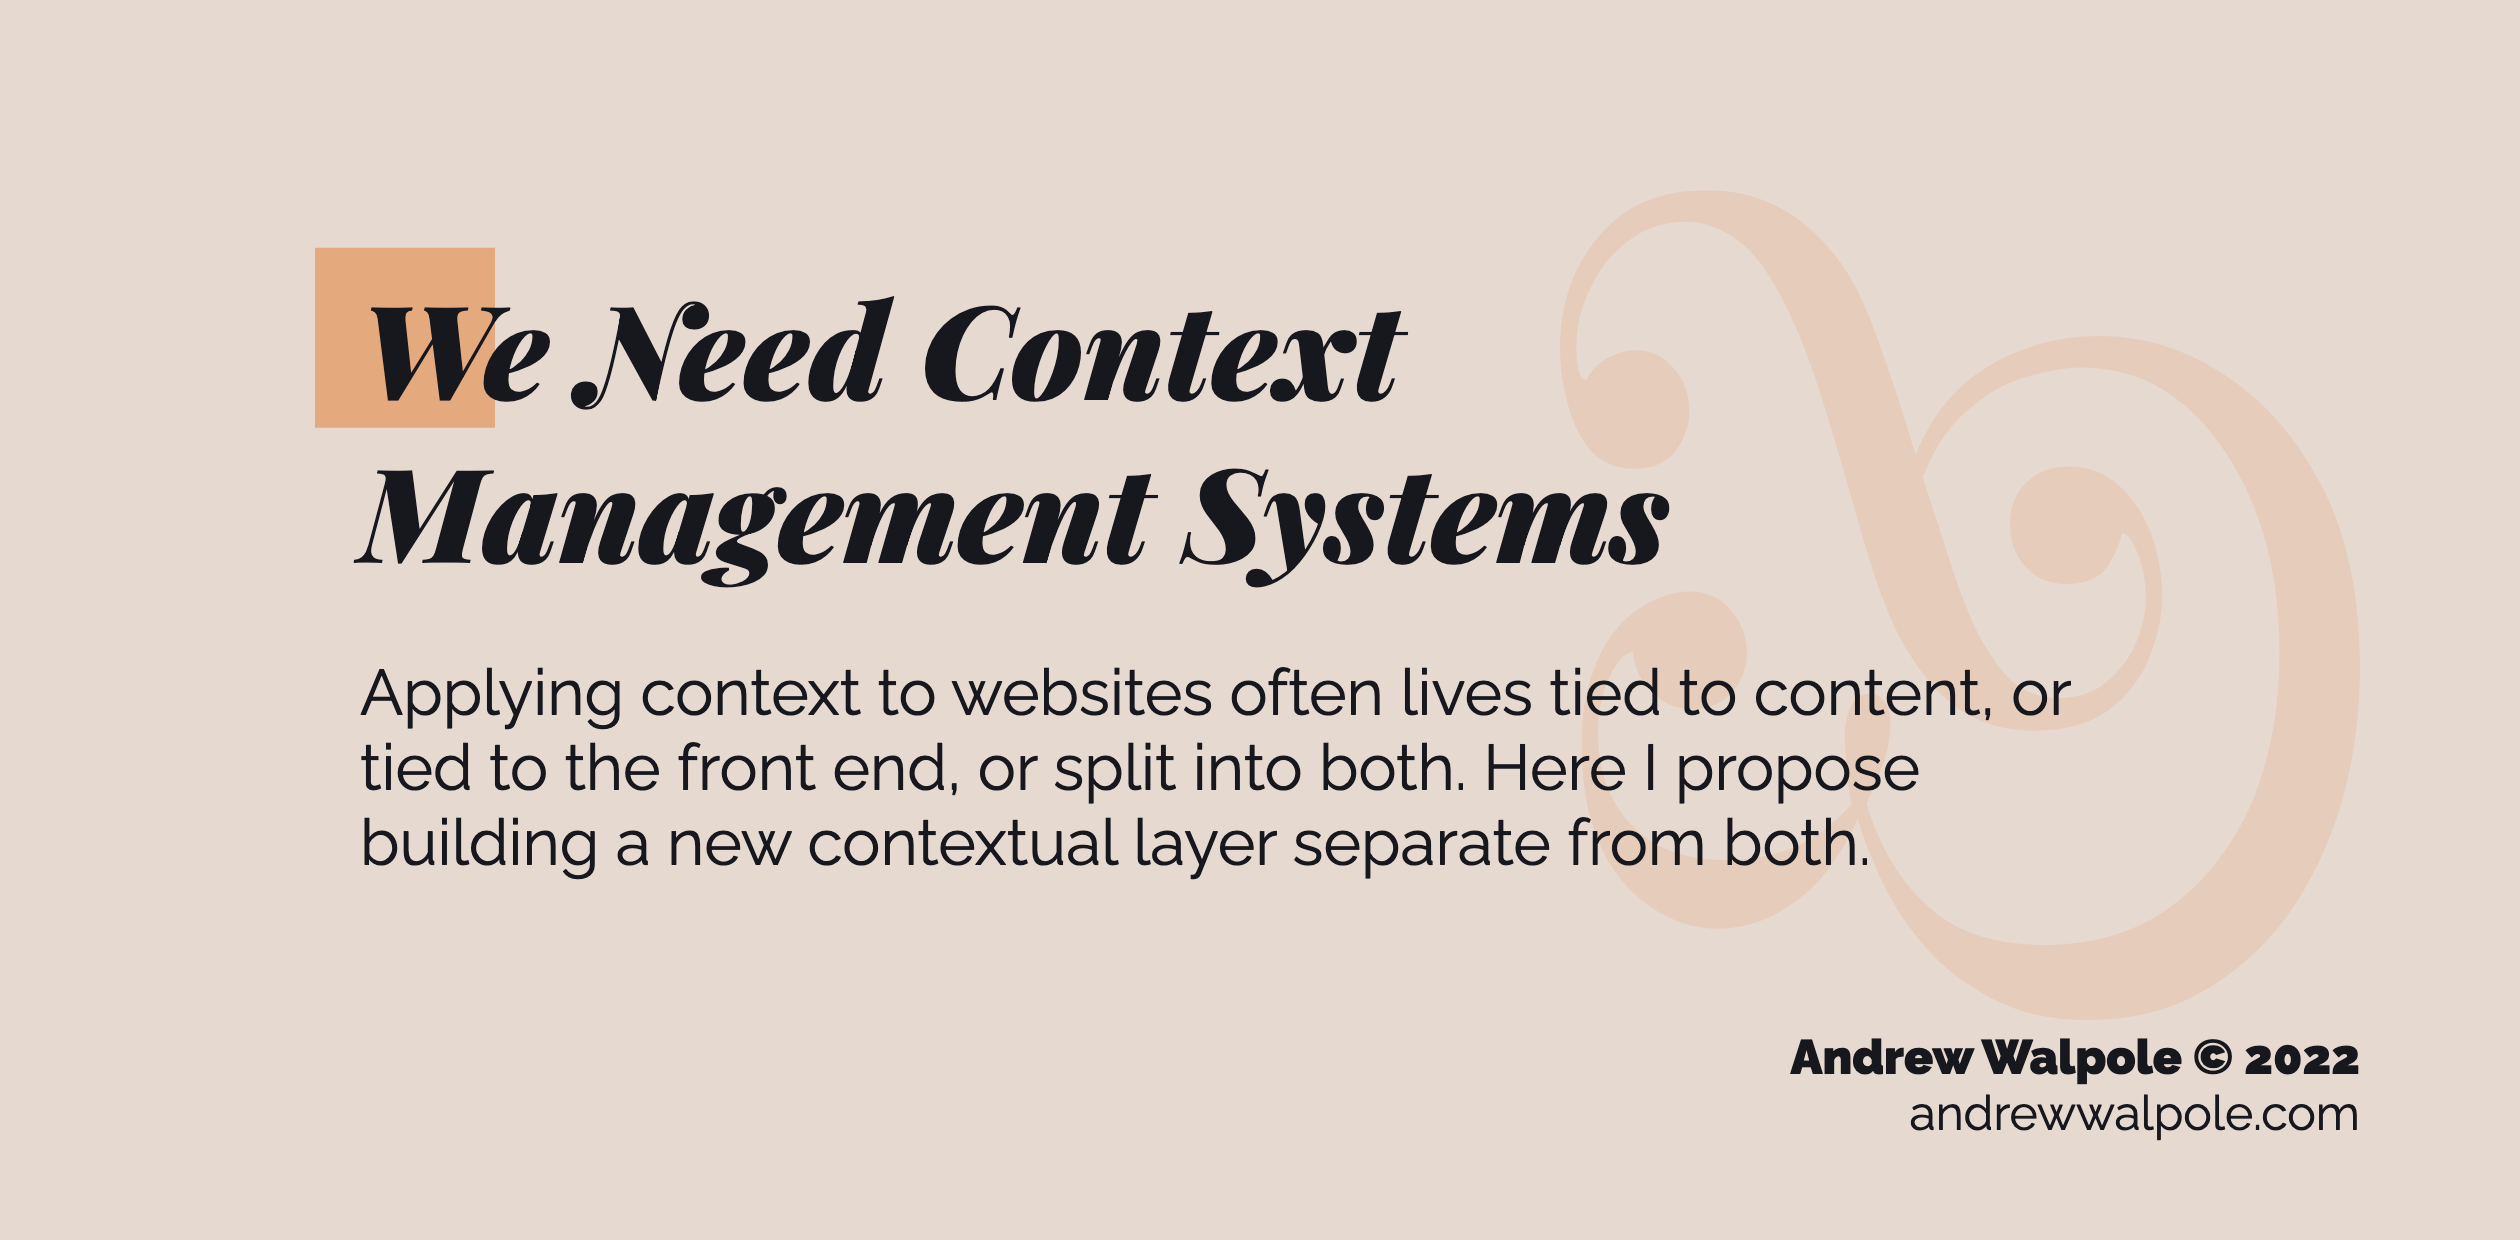 We Need Context
Management Systems
Applying context to websites often lives tied to content, or
tied to the front end, or split into both. Here I propose
building a new contextual layer separate from both.
Andrew Walpole © 2022
andrewwalpole.com